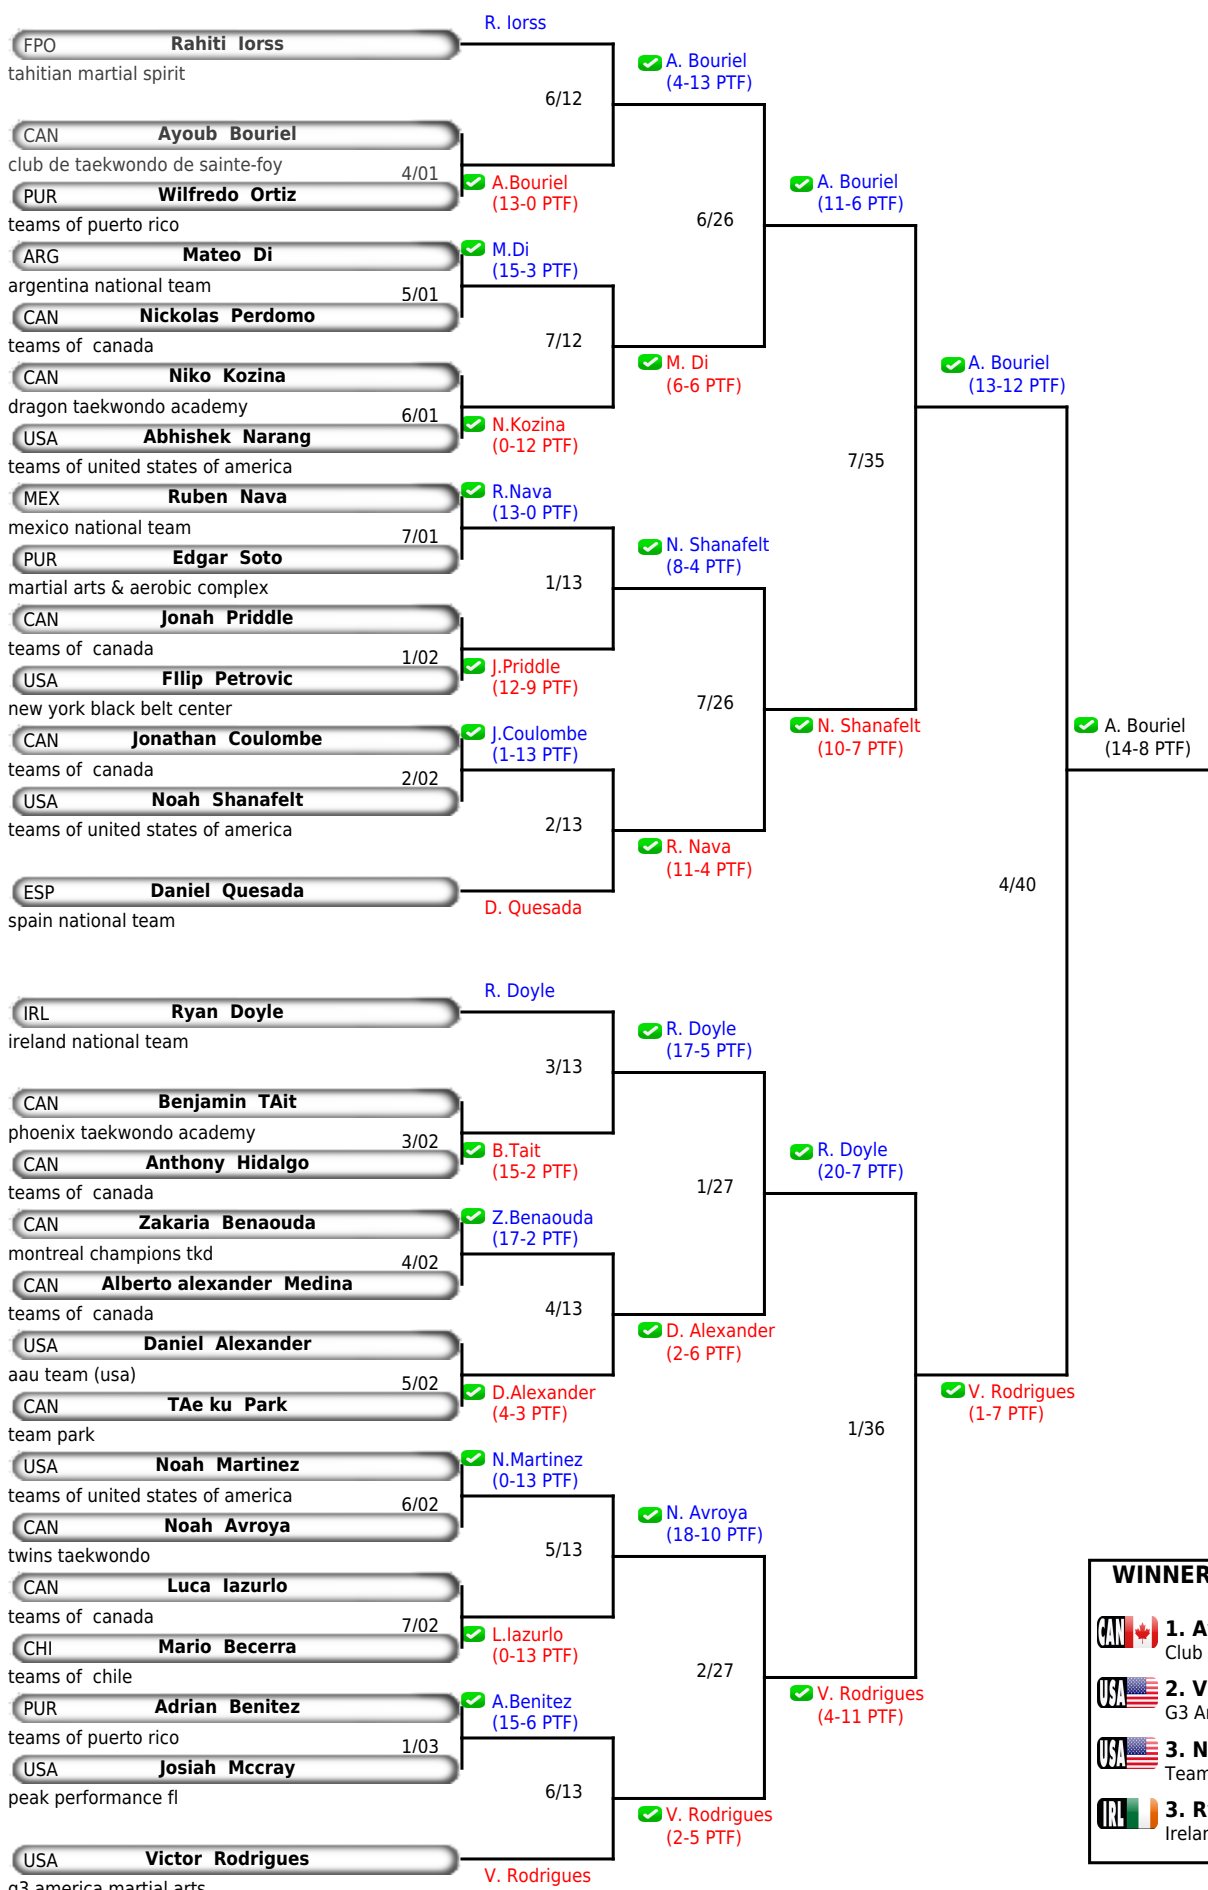 R. Iorss
FPO Rahiti Iorss
tahitian martial spirit
A. Bouriel
(4-13 PTF)
6/12
CAN Ayoub Bouriel
club de taekwondo de sainte-foy
4/01
A.Bouriel
(13-0 PTF)
PUR Wilfredo Ortiz
teams of puerto rico
A. Bouriel
(11-6 PTF)
6/26
ARG Mateo Di
argentina national team
M.Di
(15-3 PTF)
5/01
CAN Nickolas Perdomo
teams of canada
7/12
M. Di
(6-6 PTF)
A. Bouriel
(13-12 PTF)
CAN Niko Kozina
dragon taekwondo academy
6/01
N.Kozina
(0-12 PTF)
USA Abhishek Narang
teams of united states of america
7/35
MEX Ruben Nava
mexico national team
R.Nava
(13-0 PTF)
7/01
PUR Edgar Soto
martial arts & aerobic complex
N. Shanafelt
(8-4 PTF)
1/13
CAN Jonah Priddle
teams of canada
1/02
J.Priddle
(12-9 PTF)
USA FIlip Petrovic
new york black belt center
7/26
N. Shanafelt
(10-7 PTF)
A. Bouriel
(14-8 PTF)
CAN Jonathan Coulombe
teams of canada
J.Coulombe
(1-13 PTF)
2/02
USA Noah Shanafelt
teams of united states of america
2/13
R. Nava
(11-4 PTF)
ESP Daniel Quesada
spain national team
D. Quesada
4/40
R. Doyle
IRL Ryan Doyle
ireland national team
R. Doyle
(17-5 PTF)
3/13
CAN Benjamin TAit
phoenix taekwondo academy
3/02
B.Tait
(15-2 PTF)
CAN Anthony Hidalgo
teams of canada
R. Doyle
(20-7 PTF)
1/27
CAN Zakaria Benaouda
montreal champions tkd
Z.Benaouda
(17-2 PTF)
4/02
CAN Alberto alexander Medina
teams of canada
4/13
D. Alexander
(2-6 PTF)
USA Daniel Alexander
aau team (usa)
5/02
D.Alexander
(4-3 PTF)
CAN TAe ku Park
team park
V. Rodrigues
(1-7 PTF)
1/36
USA Noah Martinez
teams of united states of america
N.Martinez
(0-13 PTF)
6/02
CAN Noah Avroya
twins taekwondo
N. Avroya
(18-10 PTF)
5/13
CAN Luca Iazurlo
teams of canada
7/02
L.Iazurlo
(0-13 PTF)
CHI Mario Becerra
teams of chile
2/27
V. Rodrigues
(4-11 PTF)
PUR Adrian Benitez
teams of puerto rico
A.Benitez
(15-6 PTF)
1/03
USA Josiah Mccray
peak performance fl
6/13
V. Rodrigues
(2-5 PTF)
USA Victor Rodrigues
g3 america martial arts
V. Rodrigues
WINNER
CAN 1. A
Club
USA 2. V
G3 A
USA 3. N
Team
IRL 3. R
Irelan